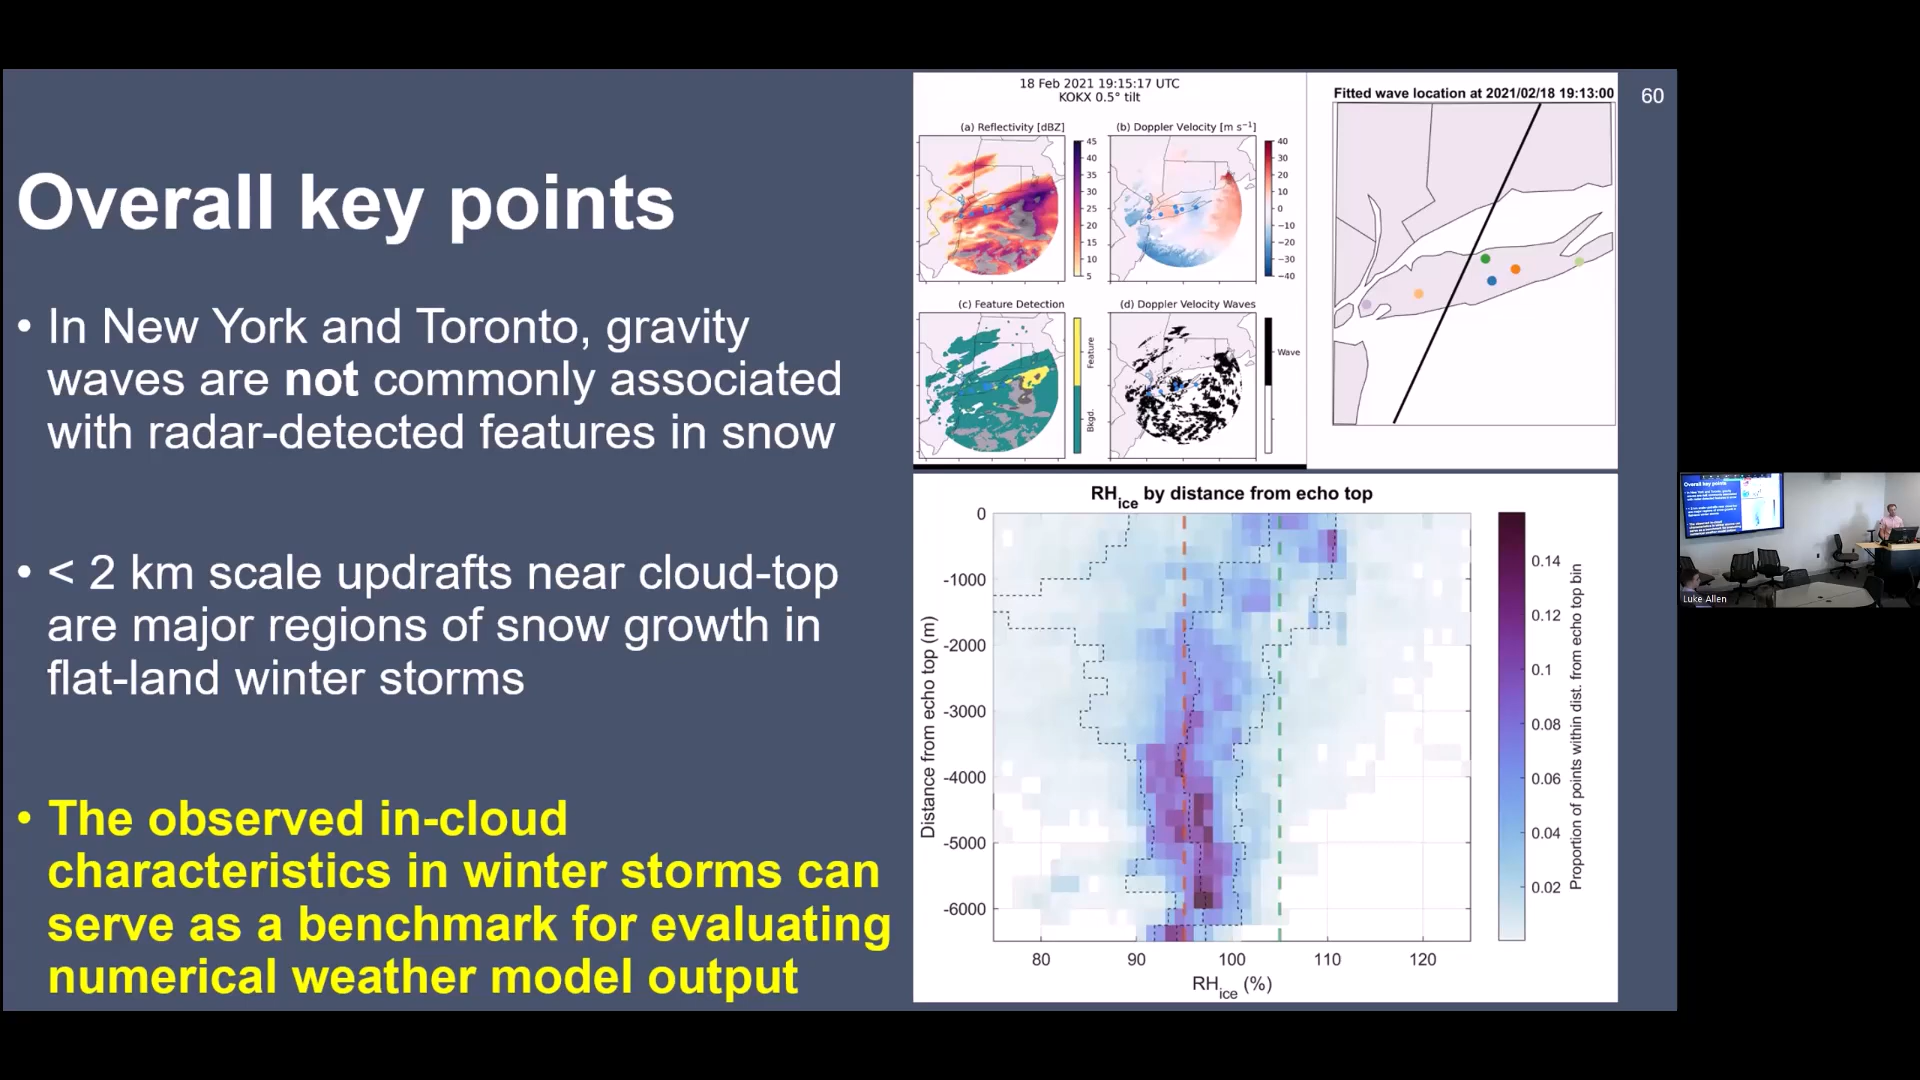 Overall key points
• In New York and Toronto, gravity
waves are not commonly associated
with radar-detected features in snow
• < 2 km scale updrafts near cloud-top
are major regions of snow growth in
flat-land winter storms
• The observed in-cloud
characteristics in winter storms can
serve as a benchmark for evaluating
numerical weather model output
18 Feb 2021 19:15:17 UTC
KOKX 0.5° tilt
(a) Reflectivity [dBZ]
45
40
35
30
25
20
15
10
5
(b) Doppler Velocity [m s⁻¹]
40
30
20
10
0
−10
−20
−30
−40
(c) Feature Detection
Feature
Bkgd.
(d) Doppler Velocity Waves
Wave
Fitted wave location at 2021/02/18 19:13:00
60
RHice by distance from echo top
Distance from echo top (m)
0
-1000
-2000
-3000
-4000
-5000
-6000
80 90 100 110 120
RHice (%)
0.14
0.12
0.1
0.08
0.06
0.04
0.02
Proportion of points within dist. from echo top bin
Overall key points
Luke Allen